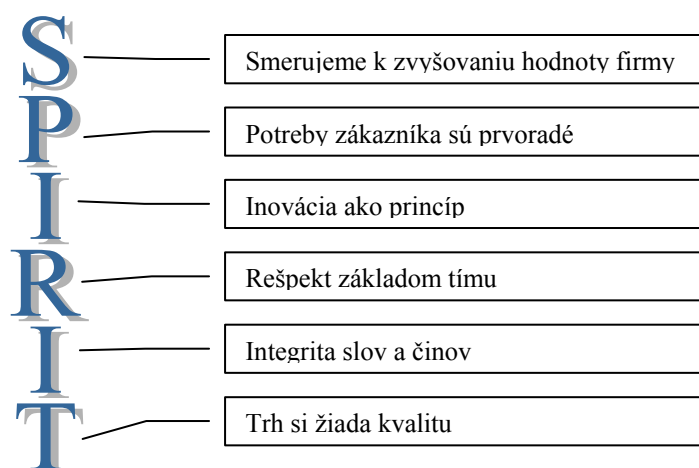 S
Smerujeme k zvyšovaniu hodnoty firmy
P
Potreby zákazníka sú prvoradé
I
Inovácia ako princíp
R
Rešpekt základom tímu
I
Integrita slov a činov
T
Trh si žiada kvalitu